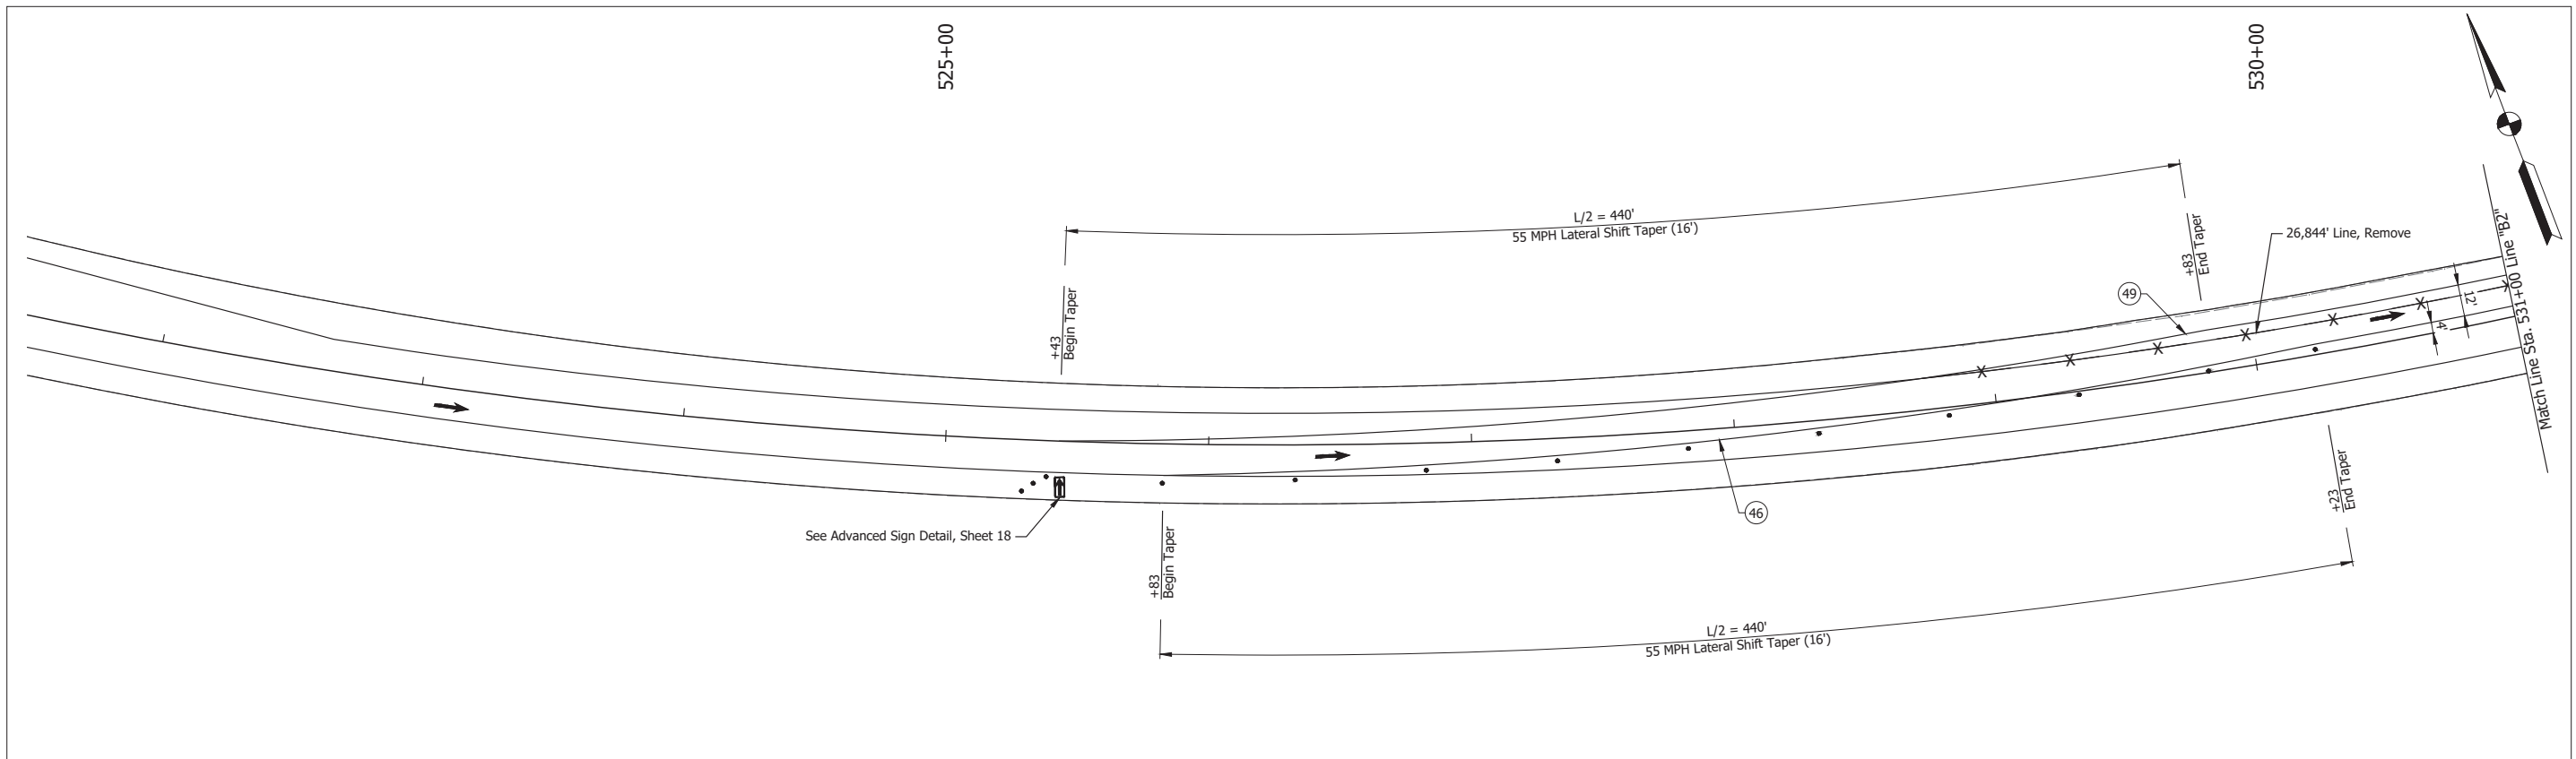 525+00
530+00
L/2 = 440'
55 MPH Lateral Shift Taper (16')
+43
Begin Taper
+83
End Taper
26,844' Line, Remove
49
12'
4'
Match Line Sta. 531+00 Line "B2"
46
See Advanced Sign Detail, Sheet 18
+83
Begin Taper
+23
End Taper
L/2 = 440'
55 MPH Lateral Shift Taper (16')